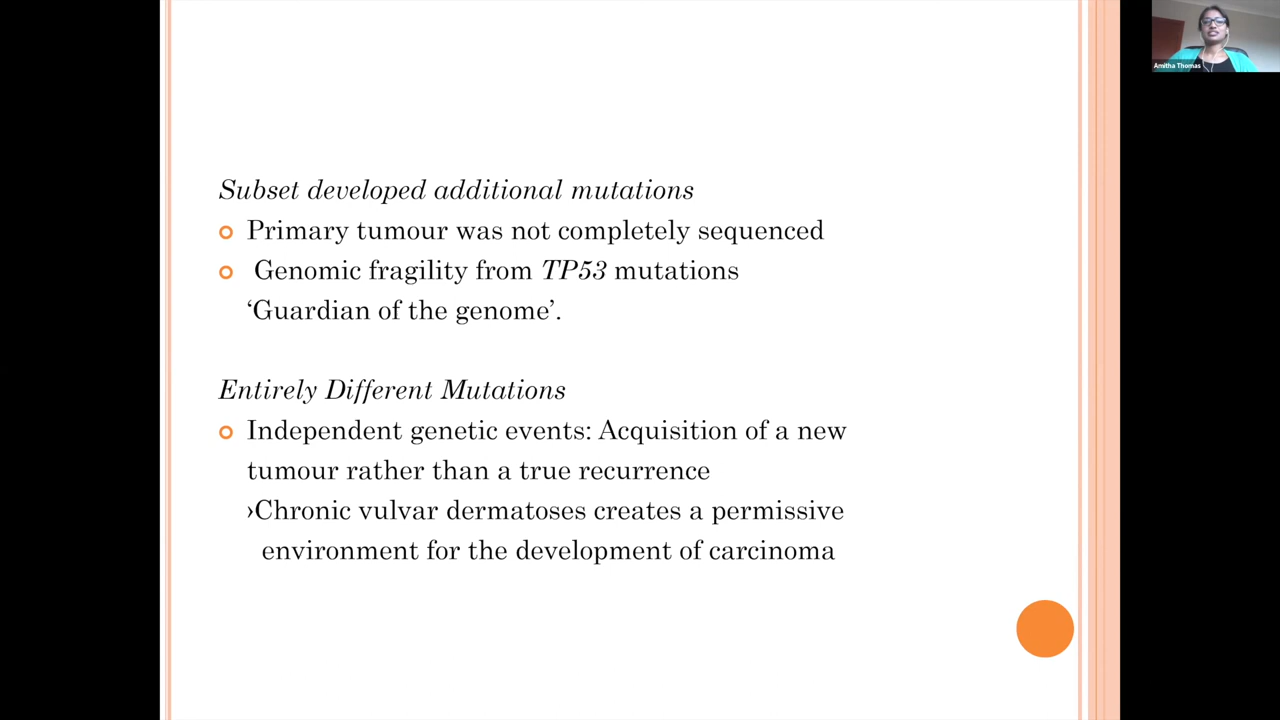 Amitha Thomas
Subset developed additional mutations
Primary tumour was not completely sequenced
Genomic fragility from TP53 mutations
‘Guardian of the genome’.
Entirely Different Mutations
Independent genetic events: Acquisition of a new
tumour rather than a true recurrence
›Chronic vulvar dermatoses creates a permissive
environment for the development of carcinoma